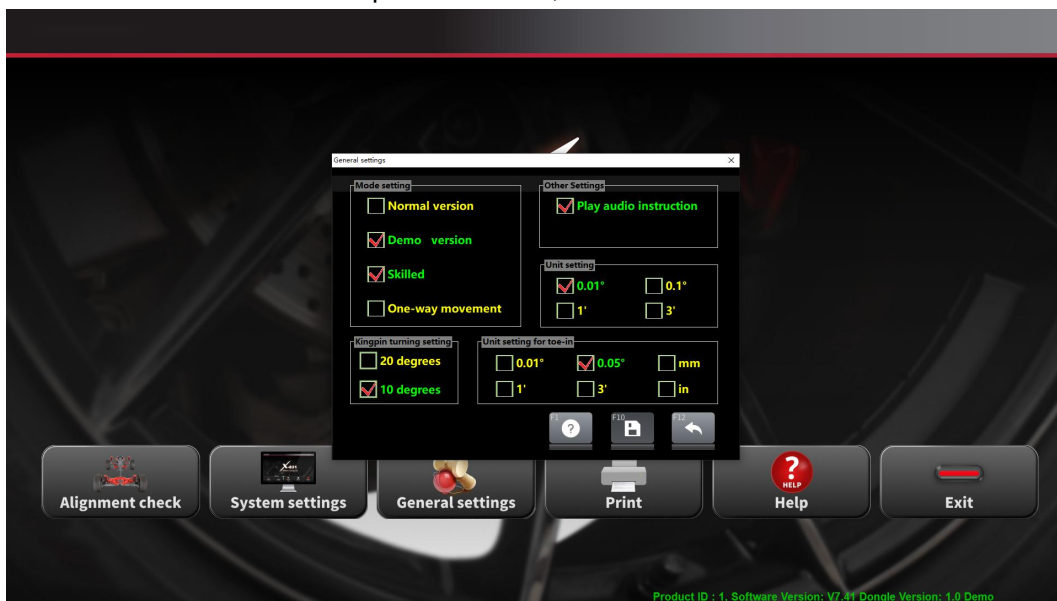 General settings
Mode setting
Normal version
Demo version
Skilled
One-way movement
Other Settings
Play audio instruction
Unit setting
0.01° 0.1°
1' 3'
Kingpin turning setting
20 degrees
10 degrees
Unit setting for toe-in
0.01° 0.05° mm
1' 3' in
F1 F10 F12
?
X-631
HELP
Alignment check System settings General settings Print Help Exit
Product ID : 1, Software Version: V7.41 Dongle Version: 1.0 Demo